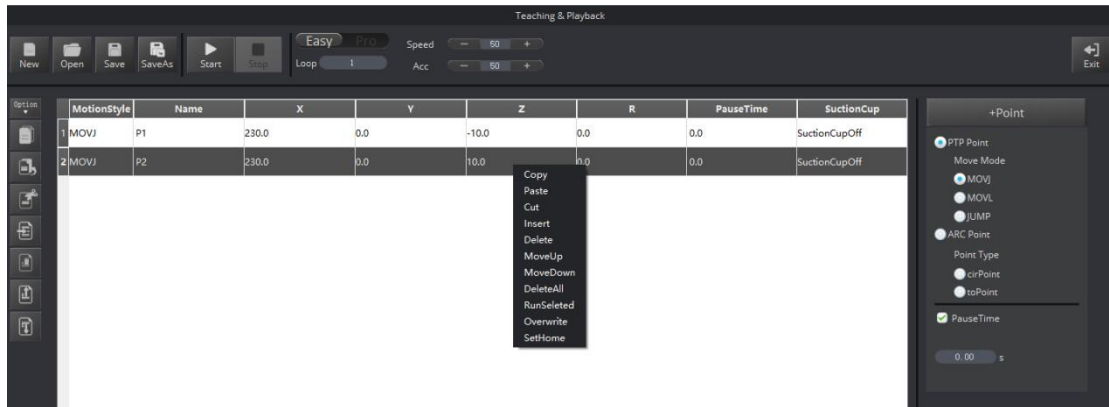 Teaching & Playback
New Open Save SaveAs Start Stop Easy Pro Speed - 50 +
Loop 1 Acc - 50 + Exit
Option MotionStyle Name X Y Z R PauseTime SuctionCup +Point
1 MOVJ P1 230.0 0.0 -10.0 0.0 0.0 SuctionCupOff
2 MOVJ P2 230.0 0.0 10.0 0.0 0.0 SuctionCupOff
Copy
Paste
Cut
Insert
Delete
MoveUp
MoveDown
DeleteAll
RunSeleted
Overwrite
SetHome
PTP Point
Move Mode
MOVJ
MOVL
JUMP
ARC Point
Point Type
cirPoint
toPoint
PauseTime
0.00 s